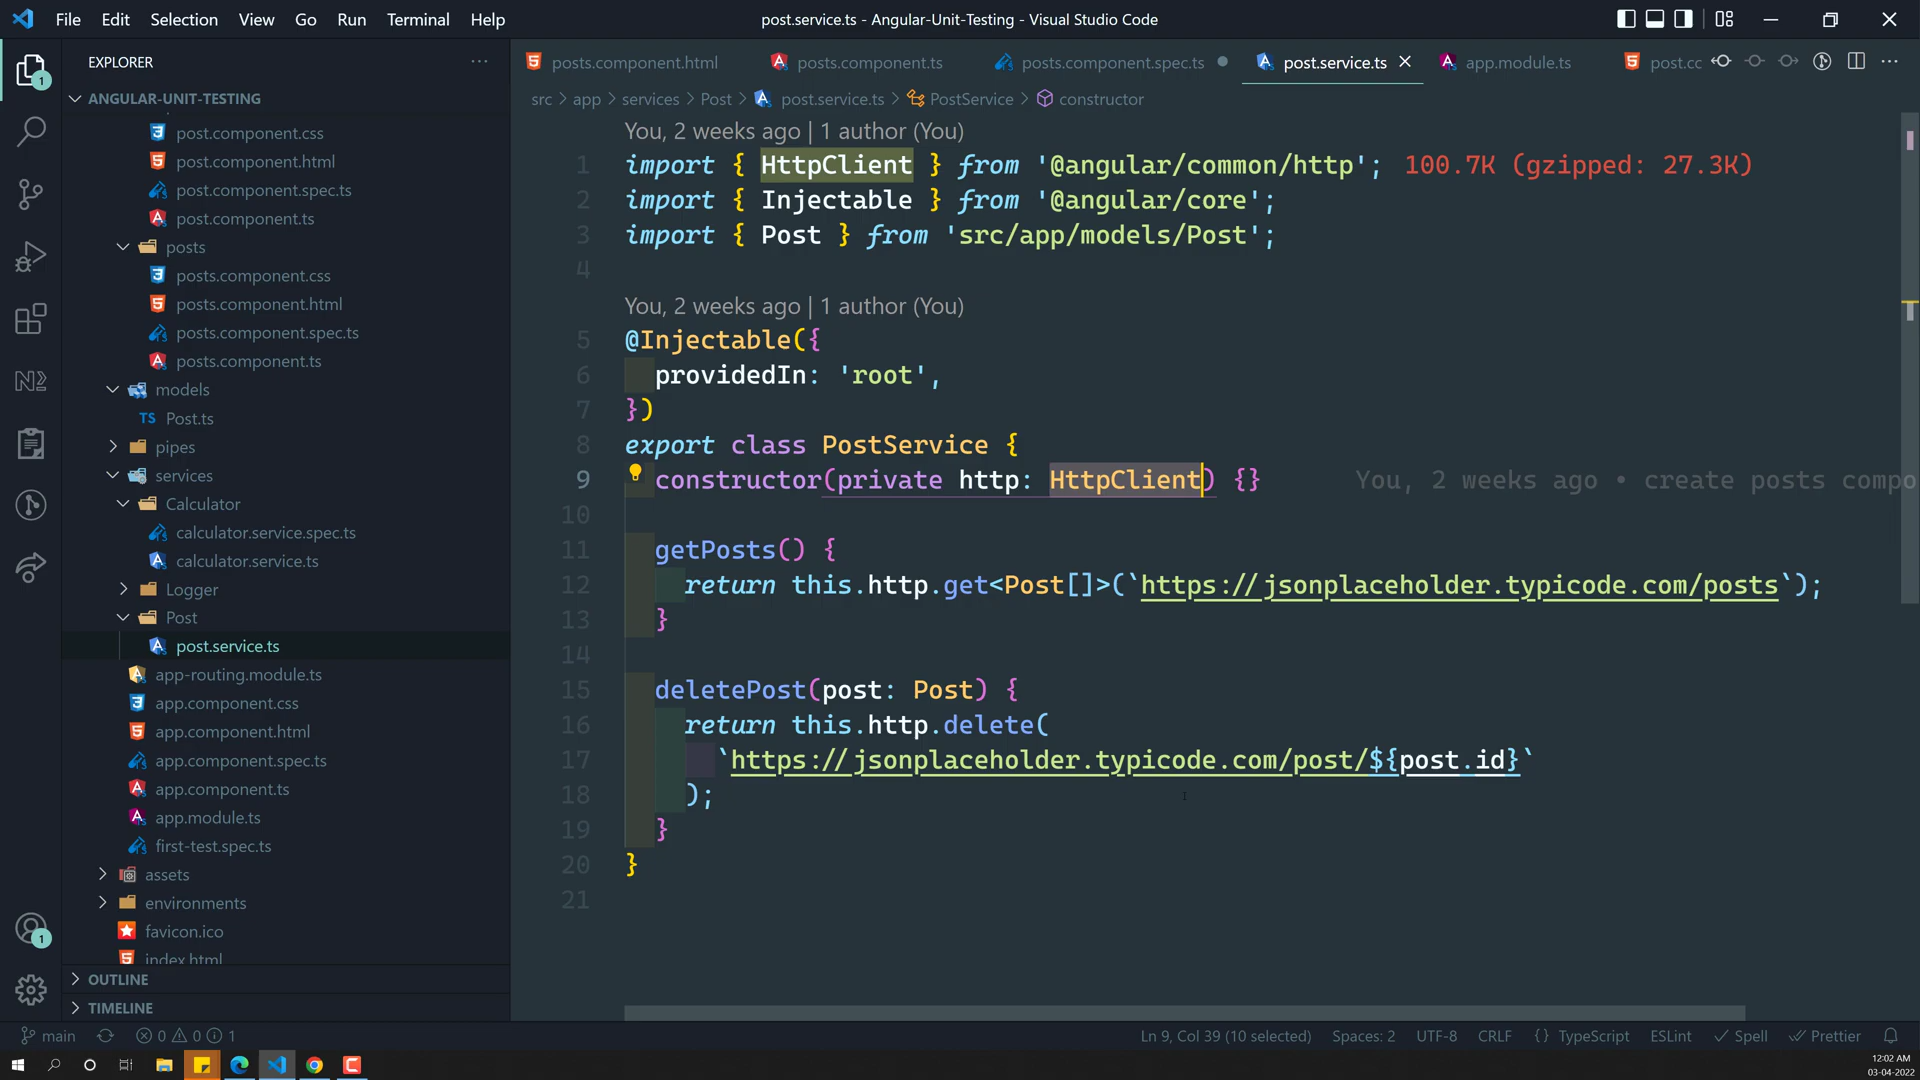 File Edit Selection View Go Run Terminal Help
post.service.ts - Angular-Unit-Testing - Visual Studio Code
EXPLORER
ANGULAR-UNIT-TESTING
post.component.css
post.component.html
post.component.spec.ts
post.component.ts
posts
posts.component.css
posts.component.html
posts.component.spec.ts
posts.component.ts
models
TS Post.ts
pipes
services
Calculator
calculator.service.spec.ts
calculator.service.ts
Logger
Post
post.service.ts
app-routing.module.ts
app.component.css
app.component.html
app.component.spec.ts
app.component.ts
app.module.ts
first-test.spec.ts
assets
environments
favicon.ico
index.html
OUTLINE
TIMELINE
posts.component.html posts.component.ts posts.component.spec.ts post.service.ts app.module.ts post.cc
src > app > services > Post > post.service.ts > PostService > constructor
You, 2 weeks ago | 1 author (You)
1 import { HttpClient } from '@angular/common/http'; 100.7K (gzipped: 27.3K)
2 import { Injectable } from '@angular/core';
3 import { Post } from 'src/app/models/Post';
4
You, 2 weeks ago | 1 author (You)
5 @Injectable({
6 providedIn: 'root',
7 })
8 export class PostService {
9 constructor(private http: HttpClient) {} You, 2 weeks ago • create posts compo
10
11 getPosts() {
12 return this.http.get<Post[]>(`https://jsonplaceholder.typicode.com/posts`);
13 }
14
15 deletePost(post: Post) {
16 return this.http.delete(
17 `https://jsonplaceholder.typicode.com/post/${post.id}`
18 );
19 }
20 }
21
1
1
main 0 0 1
Ln 9, Col 39 (10 selected) Spaces: 2 UTF-8 CRLF {} TypeScript ESLint Spell Prettier
12:02 AM
03-04-2022